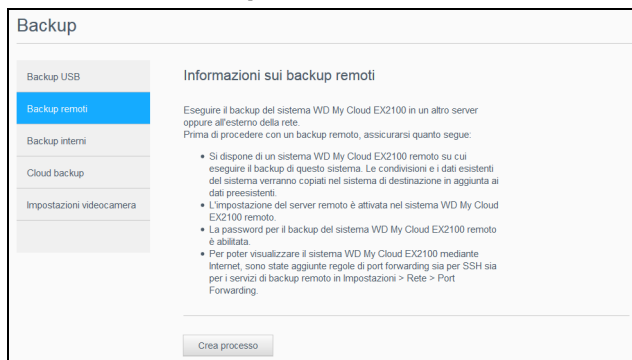 Backup
Backup USB
Backup remoti
Backup interni
Cloud backup
Impostazioni videocamera
Informazioni sui backup remoti
Eseguire il backup del sistema WD My Cloud EX2100 in un altro server
oppure all'esterno della rete.
Prima di procedere con un backup remoto, assicurarsi quanto segue:
• Si dispone di un sistema WD My Cloud EX2100 remoto su cui
eseguire il backup di questo sistema. Le condivisioni e i dati esistenti
del sistema verranno copiati nel sistema di destinazione in aggiunta ai
dati preesistenti.
• L'impostazione del server remoto è attivata nel sistema WD My Cloud
EX2100 remoto.
• La password per il backup del sistema WD My Cloud EX2100 remoto
è abilitata.
• Per poter visualizzare il sistema WD My Cloud EX2100 mediante
Internet, sono state aggiunte regole di port forwarding sia per SSH sia
per i servizi di backup remoto in Impostazioni > Rete > Port
Forwarding.
Crea processo